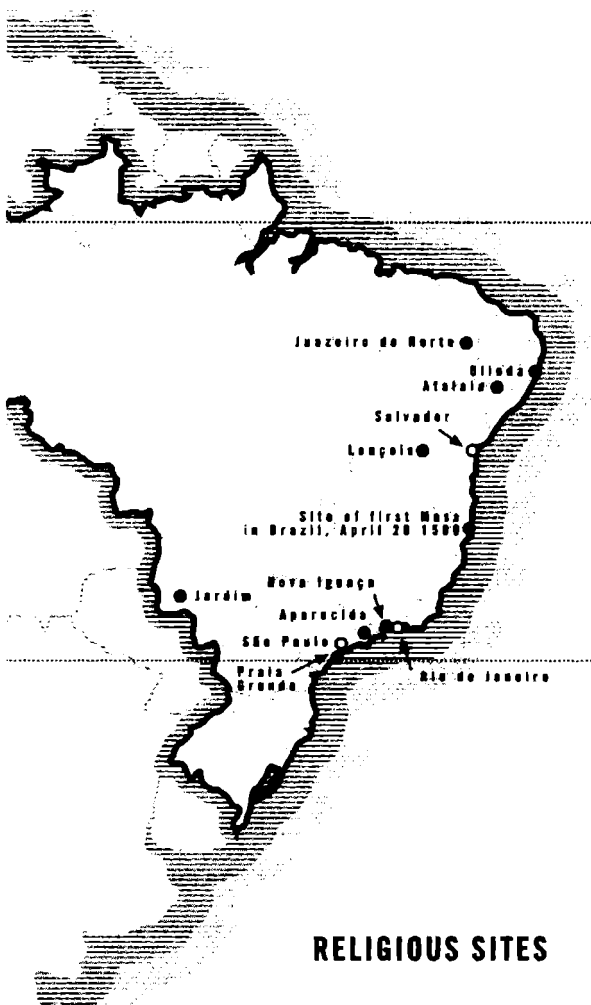 Juazeiro do Norte
Olinda
Atalaia
Salvador
Lençois
Site of first Mass
in Brazil, April 26 1500
Nova Iguaçu
Jardim
Aparecida
São Paulo
Praia
Grande
Rio de Janeiro
RELIGIOUS SITES